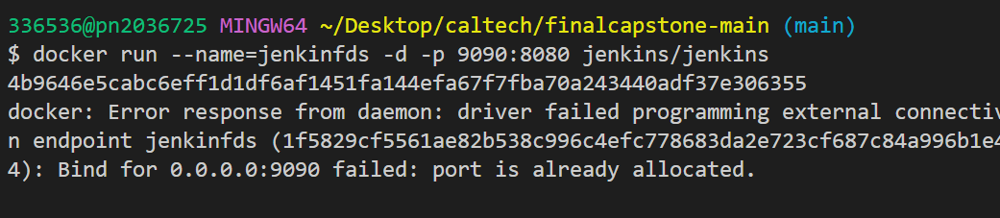 336536@pn2036725 MINGW64 ~/Desktop/caltech/finalcapstone-main (main)
$ docker run --name=jenkinfds -d -p 9090:8080 jenkins/jenkins
4b9646e5cabc6eff1d1df6af1451fa144efa67f7fba70a243440adf37e306355
docker: Error response from daemon: driver failed programming external connectiv
n endpoint jenkinfds (1f5829cf5561ae82b538c996c4efc778683da2e723cf687c84a996b1e4
4): Bind for 0.0.0.0:9090 failed: port is already allocated.